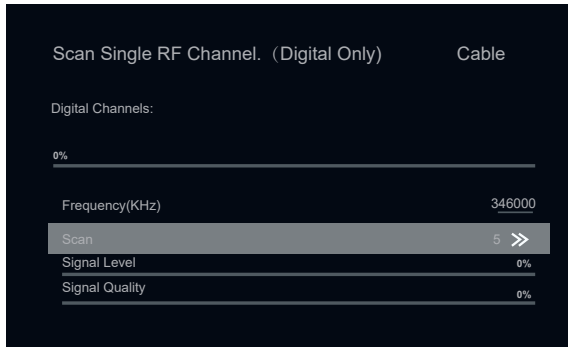 Scan Single RF Channel.（Digital Only） Cable
Digital Channels:
0%
Frequency(KHz) 346000
Scan 5
Signal Level 0%
Signal Quality 0%